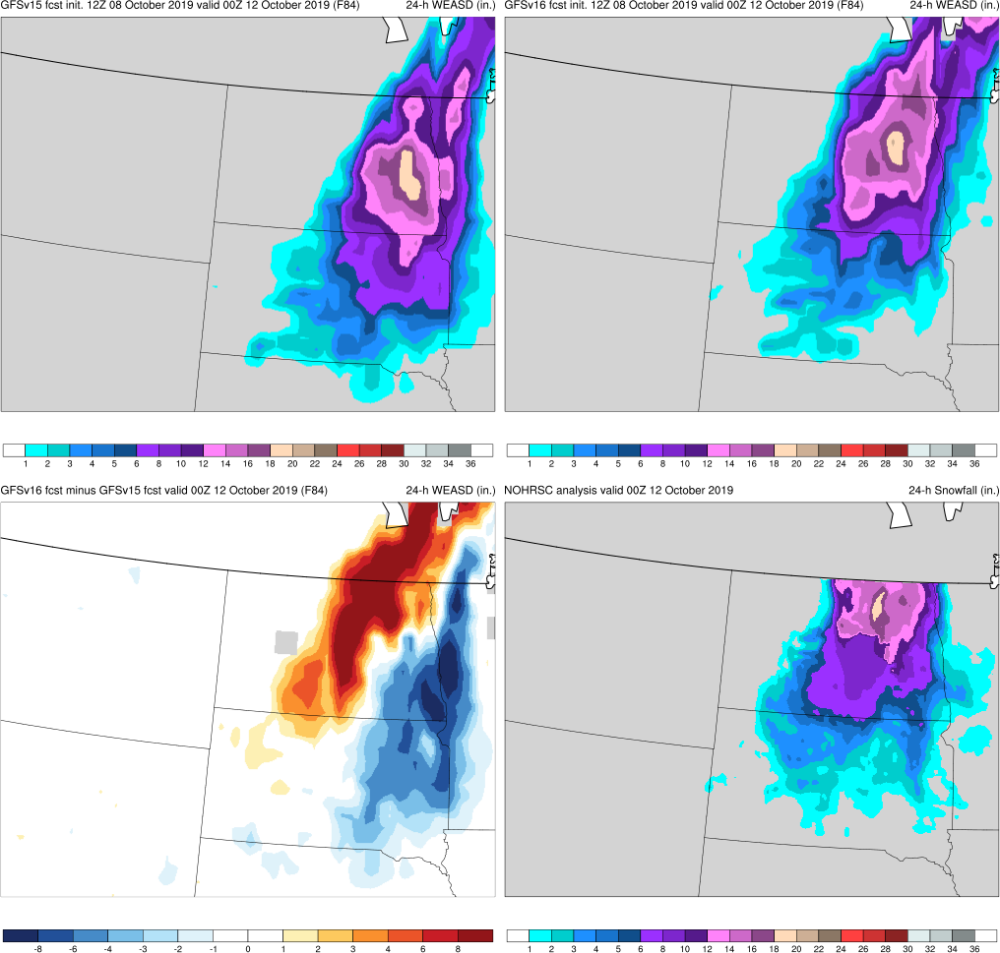 GFSv15 fcst init. 12Z 08 October 2019 valid 00Z 12 October 2019 (F84) 24-h WEASD (in.)
GFSv16 fcst init. 12Z 08 October 2019 valid 00Z 12 October 2019 (F84) 24-h WEASD (in.)
1 2 3 4 5 6 8 10 12 14 16 18 20 22 24 26 28 30 32 34 36
1 2 3 4 5 6 8 10 12 14 16 18 20 22 24 26 28 30 32 34 36
GFSv16 fcst minus GFSv15 fcst valid 00Z 12 October 2019 (F84) 24-h WEASD (in.)
NOHRSC analysis valid 00Z 12 October 2019 24-h Snowfall (in.)
-8 -6 -4 -3 -2 -1 0 1 2 3 4 6 8
1 2 3 4 5 6 8 10 12 14 16 18 20 22 24 26 28 30 32 34 36